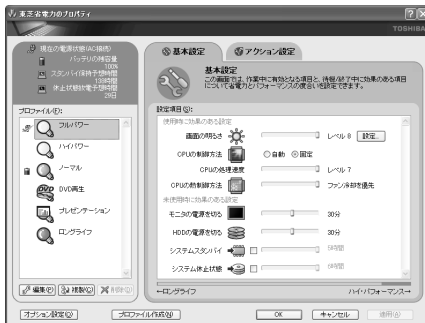 東芝省電力のプロパティ
TOSHIBA
現在の電源状態(AC接続)
バッテリの残容量
100%
スタンバイ保持予想時間
139時間
休止状態保持予想時間
29日
プロファイル(F):
フルパワー
ハイパワー
ノーマル
DVD再生
プレゼンテーション
ロングライフ
編集(P)
複製(C)
削除(D)
基本設定
アクション設定
基本設定
この画面では、作業中に有効となる項目と、待機/終了中に効果のある項目
について省電力とパフォーマンスの度合いを設定できます。
設定項目(S):
使用時に効果のある設定
画面の明るさ
レベル 8
設定...
CPUの制御方法
自動
固定
CPUの処理速度
レベル 7
CPUの熱制御方法
ファン冷却を優先
未使用時に効果のある設定
モニタの電源を切る
30分
HDDの電源を切る
30分
システムスタンバイ
システム休止状態
←ロングライフ
ハイ・パフォーマンス→
オプション設定(O)
プロファイル作成(N)
OK
キャンセル
適用(A)